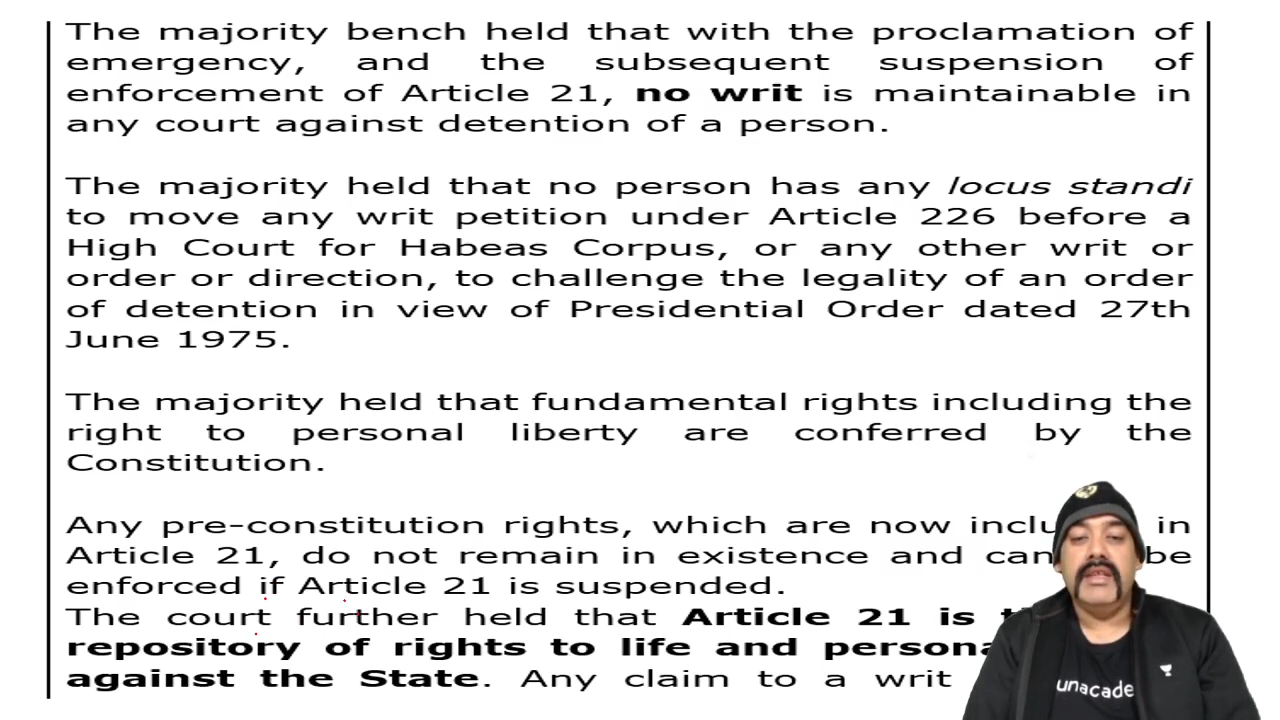 The majority bench held that with the proclamation of
emergency, and the subsequent suspension of
enforcement of Article 21, no writ is maintainable in
any court against detention of a person.
The majority held that no person has any locus standi
to move any writ petition under Article 226 before a
High Court for Habeas Corpus, or any other writ or
order or direction, to challenge the legality of an order
of detention in view of Presidential Order dated 27th
June 1975.
The majority held that fundamental rights including the
right to personal liberty are conferred by the
Constitution.
Any pre-constitution rights, which are now in
Article 21, do not remain in existence and be
enforced if Article 21 is suspended.
The court further held that Article 21 is
repository of rights to life and
against the State. Any claim to a writ
unacade